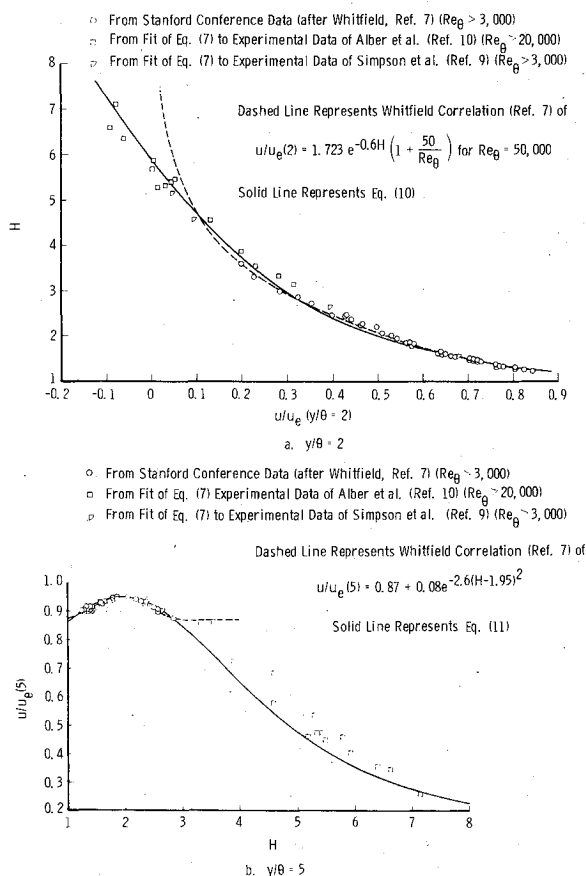 ○ From Stanford Conference Data (after Whitfield, Ref. 7) (Reθ > 3,000)
□ From Fit of Eq. (7) to Experimental Data of Alber et al. (Ref. 10) (Reθ > 20,000)
▽ From Fit of Eq. (7) to Experimental Data of Simpson et al. (Ref. 9) (Reθ > 3,000)
8
7
6
5
4
3
2
1
H
Dashed Line Represents Whitfield Correlation (Ref. 7) of
u/u_e(2) = 1.723 e^-0.6H (1 + 50/Reθ) for Reθ = 50,000
Solid Line Represents Eq. (10)
-0.2 -0.1 0 0.1 0.2 0.3 0.4 0.5 0.6 0.7 0.8 0.9
u/u_e (y/θ = 2)
a. y/θ = 2
○ From Stanford Conference Data (after Whitfield, Ref. 7) (Reθ > 3,000)
□ From Fit of Eq. (7) Experimental Data of Alber et al. (Ref. 10) (Reθ > 20,000)
▽ From Fit of Eq. (7) to Experimental Data of Simpson et al. (Ref. 9) (Reθ > 3,000)
Dashed Line Represents Whitfield Correlation (Ref. 7) of
u/u_e(5) = 0.87 + 0.08e^-2.6(H-1.95)^2
Solid Line Represents Eq. (11)
1.0
0.9
0.8
0.7
0.6
0.5
0.4
0.3
0.2
u/u_e(5)
1 2 3 4 5 6 7 8
H
b. y/θ = 5